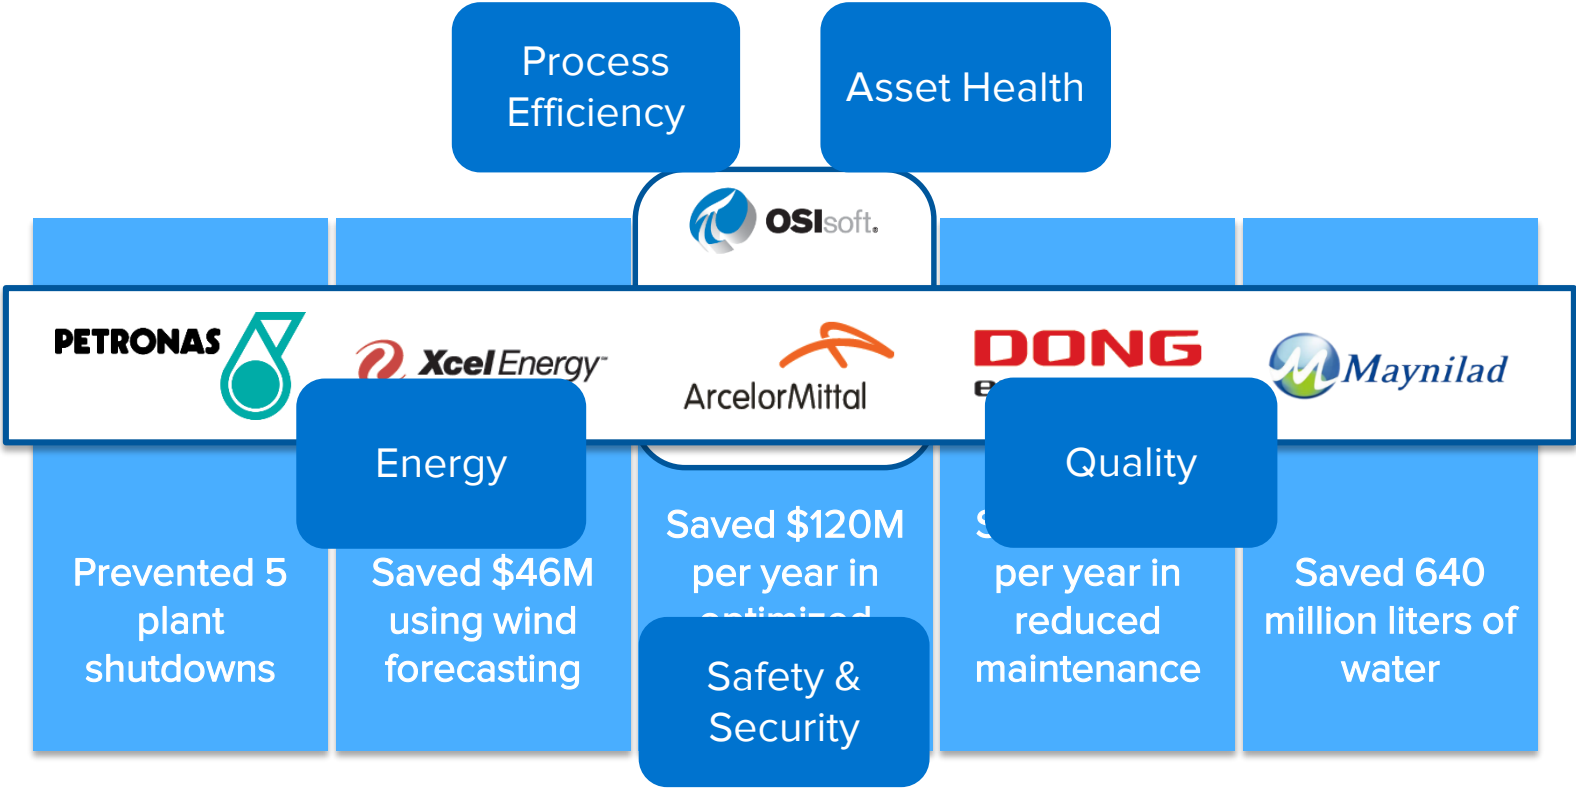 Process
Efficiency
Asset Health
OSIsoft.®
PETRONAS
Xcel Energy™
ArcelorMittal
DONG
Maynilad
Energy
Quality
Prevented 5
plant
shutdowns
Saved $46M
using wind
forecasting
Saved $120M
per year in
optimized
per year in
reduced
maintenance
Saved 640
million liters of
water
Safety &
Security